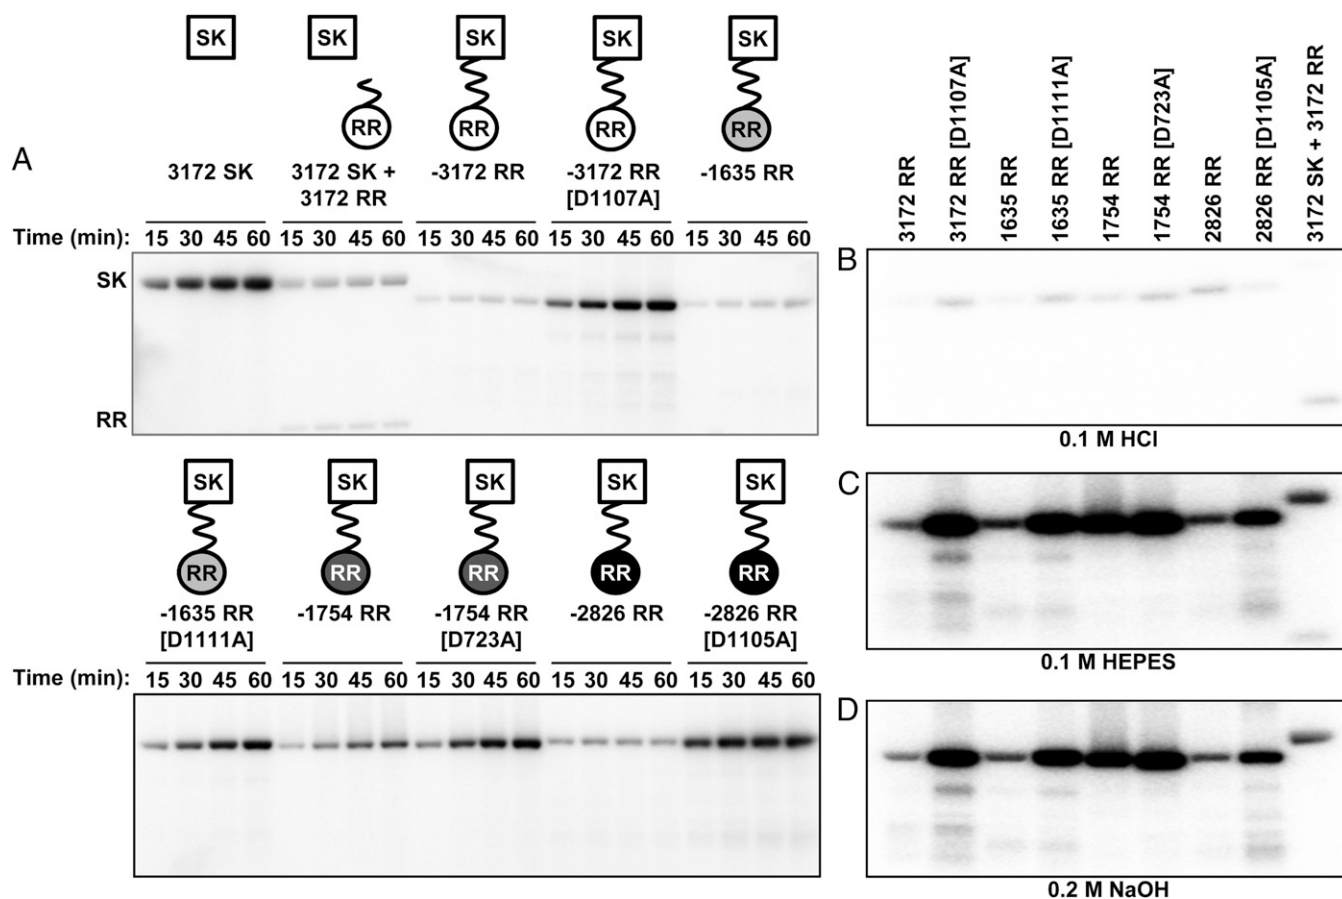 SK SK SK SK SK
RR RR RR RR
A
3172 SK 3172 SK + -3172 RR -3172 RR -1635 RR
3172 RR [D1107A]
Time (min): 15 30 45 60 15 30 45 60 15 30 45 60 15 30 45 60 15 30 45 60
SK
RR
SK SK SK SK SK
RR RR RR RR RR
-1635 RR -1754 RR -1754 RR -2826 RR -2826 RR
[D1111A] [D723A] [D1105A]
Time (min): 15 30 45 60 15 30 45 60 15 30 45 60 15 30 45 60 15 30 45 60
3172 RR
3172 RR [D1107A]
1635 RR
1635 RR [D1111A]
1754 RR
1754 RR [D723A]
2826 RR
2826 RR [D1105A]
3172 SK + 3172 RR
B
0.1 M HCl
C
0.1 M HEPES
D
0.2 M NaOH